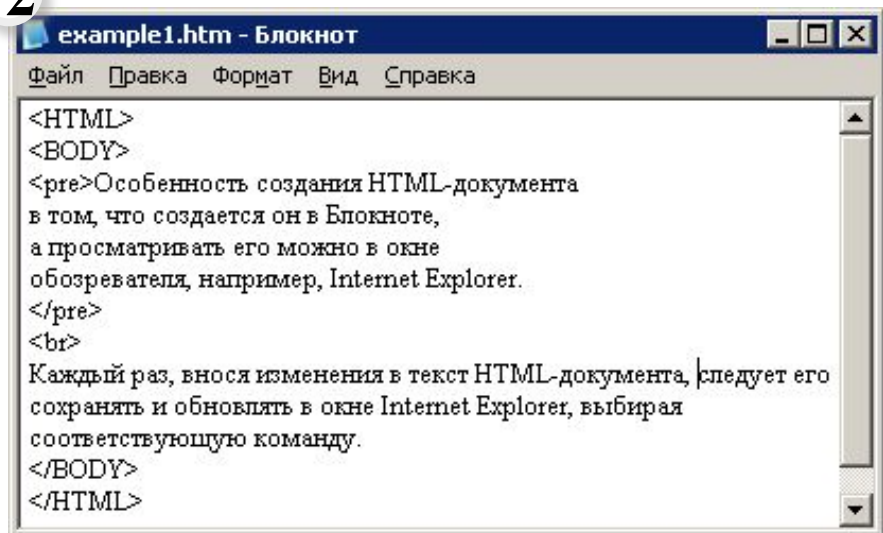 2
example1.htm - Блокнот
Файл Правка Формат Вид Справка
<HTML>
<BODY>
<pre>Особенность создания HTML-документа
в том, что создается он в Блокноте,
а просматривать его можно в окне
обозревателя, например, Internet Explorer.
</pre>
<br>
Каждый раз, внося изменения в текст HTML-документа, следует его
сохранять и обновлять в окне Internet Explorer, выбирая
соответствующую команду.
</BODY>
</HTML>